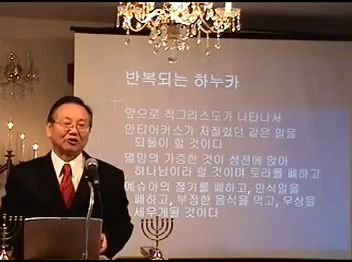 반복되는 하누카
앞으로 적그리스도가 나타나서
안티어커스가 저질렀던 같은 일을
되풀이 할 것이다
멸망의 가증한 것이 성전에 앉아
하나님이라 할 것이며 토라를 폐하고
예슈아의 절기를 폐하고, 안식일을
폐하고, 부정한 음식을 먹고, 우상을
세우게될 것이다